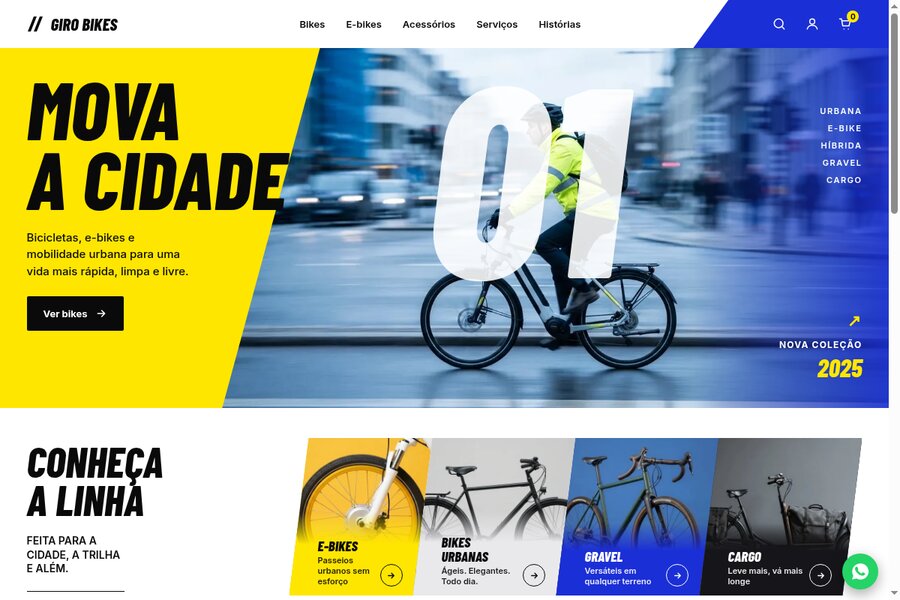 // GIRO BIKES
Bikes
E-bikes
Acessórios
Serviços
Histórias
0
MOVA
A CIDADE
Bicicletas, e-bikes e
mobilidade urbana para uma
vida mais rápida, limpa e livre.
Ver bikes →
01
URBANA
E-BIKE
HÍBRIDA
GRAVEL
CARGO
↗
NOVA COLEÇÃO
2025
CONHEÇA
A LINHA
FEITA PARA A
CIDADE, A TRILHA
E ALÉM.
E-BIKES
Passeios
urbanos sem
esforço
BIKES
URBANAS
Ágeis. Elegantes.
Todo dia.
GRAVEL
Versáteis em
qualquer terreno
CARGO
Leve mais, vá mais
longe